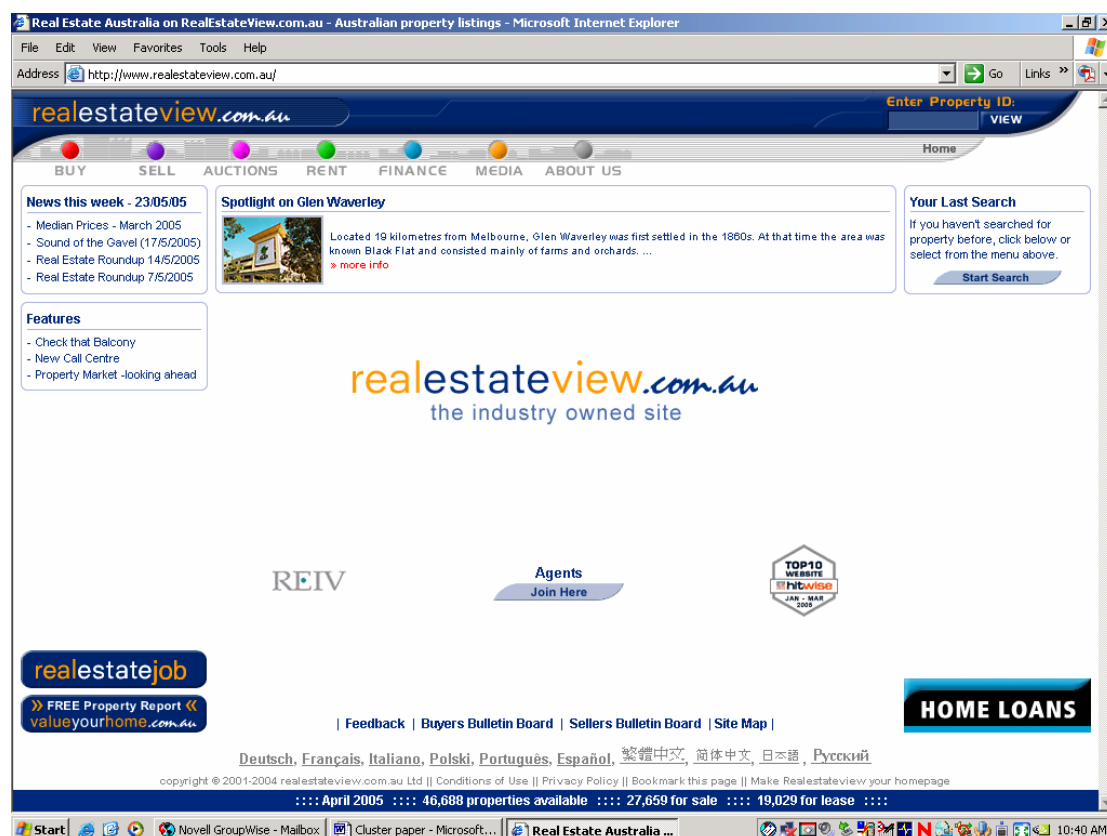 Real Estate Australia on RealEstateView.com.au - Australian property listings - Microsoft Internet Explorer
File Edit View Favorites Tools Help
Address http://www.realestateview.com.au/ Go Links »
realestateview.com.au
Enter Property ID:
VIEW
Home
BUY SELL AUCTIONS RENT FINANCE MEDIA ABOUT US
News this week - 23/05/05
- Median Prices - March 2005
- Sound of the Gavel (17/5/2005)
- Real Estate Roundup 14/5/2005
- Real Estate Roundup 7/5/2005
Spotlight on Glen Waverley
Located 19 kilometres from Melbourne, Glen Waverley was first settled in the 1860s. At that time the area was
known Black Flat and consisted mainly of farms and orchards. ...
» more info
Your Last Search
If you haven't searched for
property before, click below or
select from the menu above.
Start Search
Features
- Check that Balcony
- New Call Centre
- Property Market -looking ahead
realestateview.com.au
the industry owned site
REIV
Agents
Join Here
TOP10
WEBSITE
hitwise
JAN - MAR
2005
realestatejob
» FREE Property Report «
valueyourhome.com.au
HOME LOANS
| Feedback | Buyers Bulletin Board | Sellers Bulletin Board |Site Map |
Deutsch, Français, Italiano, Polski, Português, Español, 繁體中文, 简体中文, 日本語, Русский
copyright © 2001-2004 realestateview.com.au Ltd || Conditions of Use || Privacy Policy || Bookmark this page || Make Realestateview your homepage
:::: April 2005 :::: 46,688 properties available :::: 27,659 for sale :::: 19,029 for lease ::::
Start Novell GroupWise - Mailbox Cluster paper - Microsoft... Real Estate Australia ... 10:40 AM